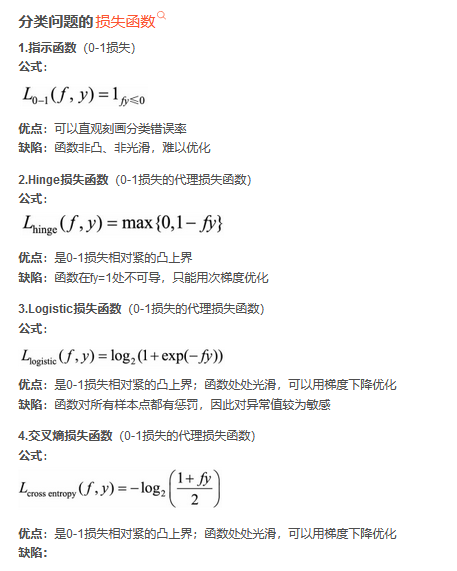 分类问题的损失函数
1.指示函数（0-1损失）
公式：
L₀₋₁(f, y) = 1_{fy≤0}
优点：可以直观刻画分类错误率
缺陷：函数非凸、非光滑，难以优化
2.Hinge损失函数（0-1损失的代理损失函数）
公式：
L_{hinge}(f, y) = max{0,1− fy}
优点：是0-1损失相对紧的凸上界
缺陷：函数在fy=1处不可导，只能用次梯度优化
3.Logistic损失函数（0-1损失的代理损失函数）
公式：
L_{logistic}(f, y) = log₂(1+exp(−fy))
优点：是0-1损失相对紧的凸上界；函数处处光滑，可以用梯度下降优化
缺陷：函数对所有样本点都有惩罚，因此对异常值较为敏感
4.交叉熵损失函数（0-1损失的代理损失函数）
公式：
L_{cross entropy}(f, y) = −log₂((1+ fy)/2)
优点：是0-1损失相对紧的凸上界；函数处处光滑，可以用梯度下降优化
缺陷：